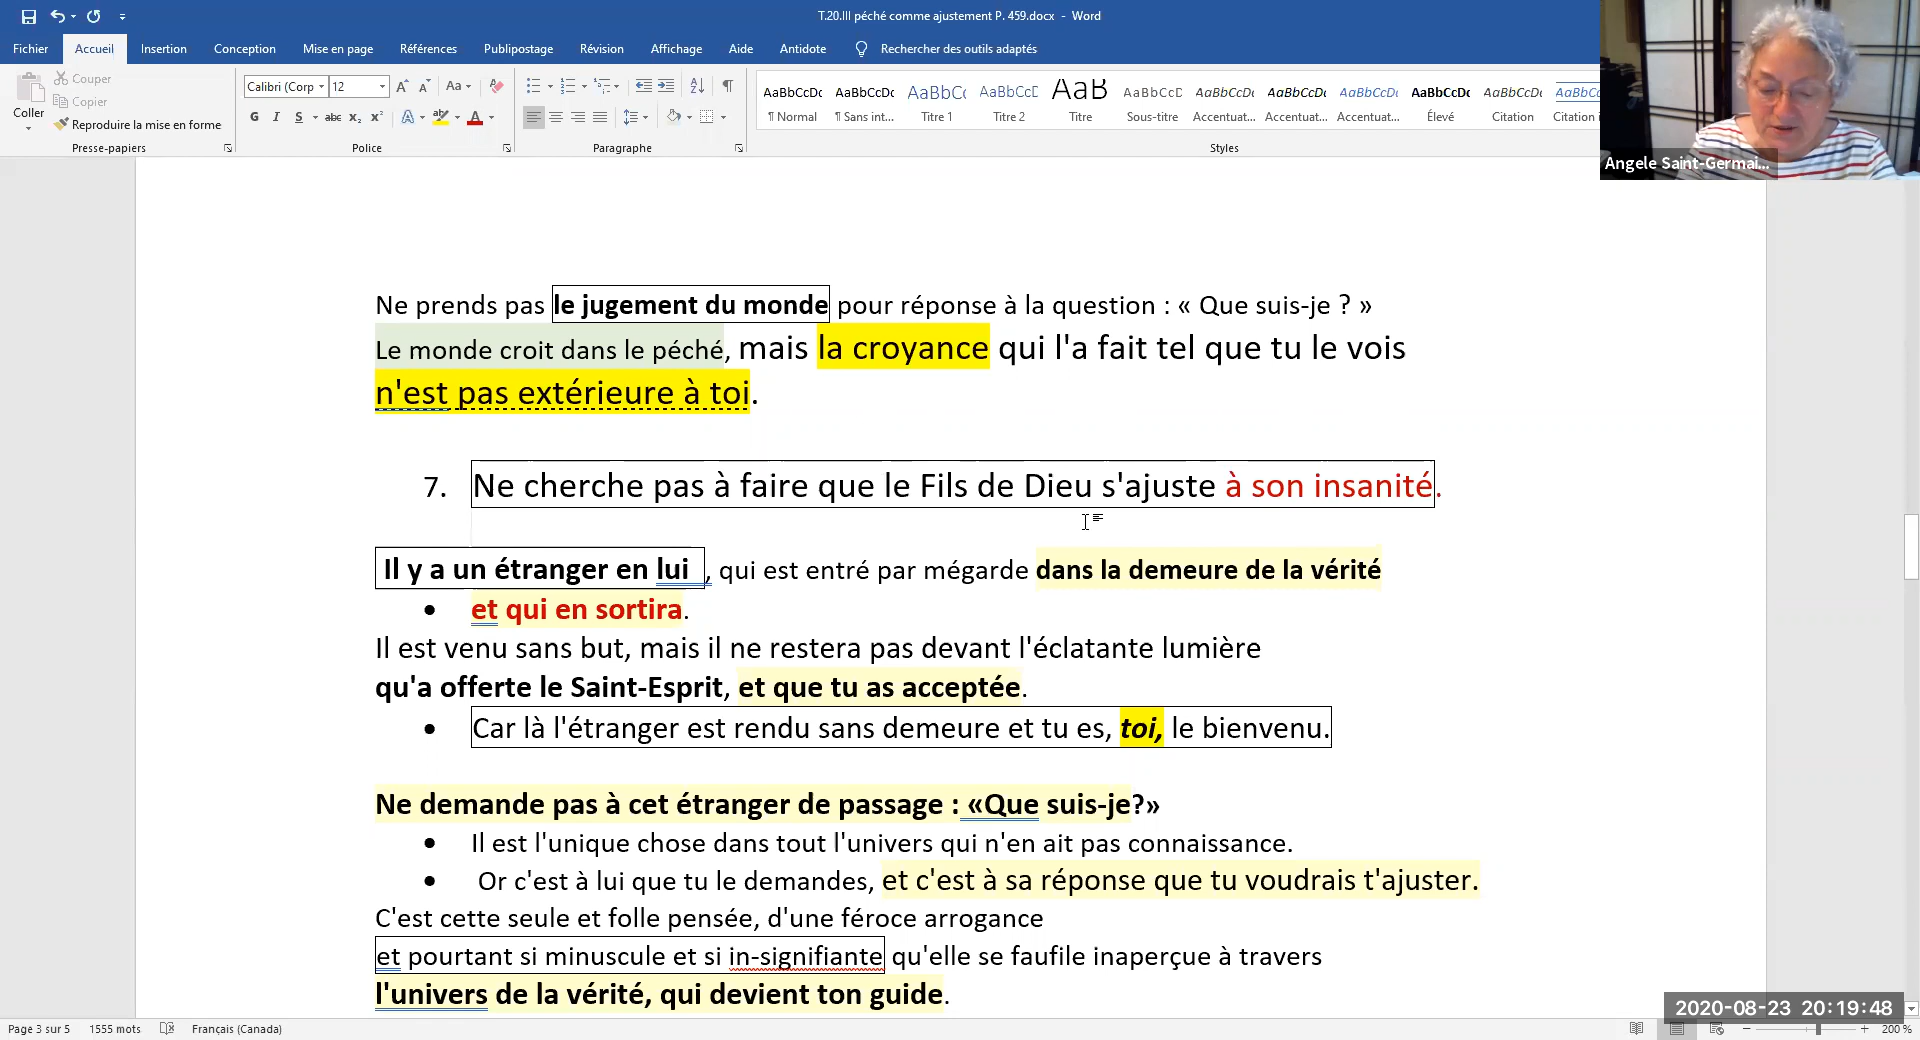 T.20.III péché comme ajustement P. 459.docx - Word
Fichier Accueil Insertion Conception Mise en page Références Publipostage Révision Affichage Aide Antidote Rechercher des outils adaptés
Couper
Copier
Coller
Reproduire la mise en forme
Presse-papiers
Calibri (Corp 12
Aa
G I S abc x₂ x²
Police
Paragraphe
AaBbCcDc AaBbCcDc AaBbC( AaBbCcD AaB AaBbCcD AaBbCcDc AaBbCcDc AaBbCcDc AaBbCcDc AaBbCcDc AaBbCcDc
¶ Normal ¶ Sans int... Titre 1 Titre 2 Titre Sous-titre Accentuat... Accentuat... Accentuat... Élevé Citation Citation i
Styles
Angele Saint-Germai...
Ne prends pas le jugement du monde pour réponse à la question : « Que suis-je ? »
Le monde croit dans le péché, mais la croyance qui l'a fait tel que tu le vois
n'est pas extérieure à toi.
7. Ne cherche pas à faire que le Fils de Dieu s'ajuste à son insanité.
Il y a un étranger en lui , qui est entré par mégarde dans la demeure de la vérité
• et qui en sortira.
Il est venu sans but, mais il ne restera pas devant l'éclatante lumière
qu'a offerte le Saint-Esprit, et que tu as acceptée.
• Car là l'étranger est rendu sans demeure et tu es, toi, le bienvenu.
Ne demande pas à cet étranger de passage : «Que suis-je?»
• Il est l'unique chose dans tout l'univers qui n'en ait pas connaissance.
• Or c'est à lui que tu le demandes, et c'est à sa réponse que tu voudrais t'ajuster.
C'est cette seule et folle pensée, d'une féroce arrogance
et pourtant si minuscule et si in-signifiante qu'elle se faufile inaperçue à travers
l'univers de la vérité, qui devient ton guide.
2020-08-23 20:19:48
Page 3 sur 5 1555 mots Français (Canada) 200 %